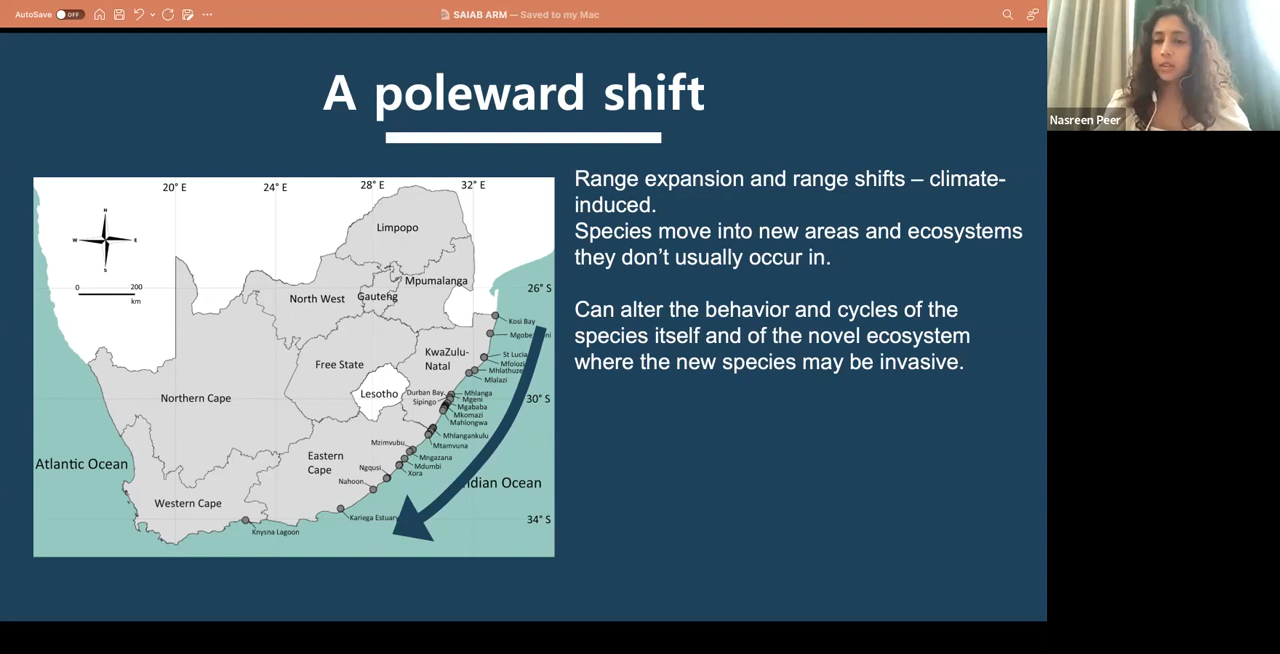 AutoSave OFF
SAIAB ARM — Saved to my Mac
A poleward shift
Range expansion and range shifts – climate-
induced.
Species move into new areas and ecosystems
they don't usually occur in.
Can alter the behavior and cycles of the
species itself and of the novel ecosystem
where the new species may be invasive.
20° E 24° E 28° E 32° E
N
W E
S
0 200
km
Limpopo
Mpumalanga
North West
Gauteng
26° S
Kosi Bay
Free State
KwaZulu-
Natal
St Lucia
Mfolozi
Mhlathuze
Mlalazi
Northern Cape
Lesotho
30° S
Durban Bay
Sipingo
Mhlanga
Mgeni
Mgababa
Mkomazi
Mahlongwa
Mhlangankulu
Mtamvuna
Mzimvubu
Mngazana
Mdumbi
Xora
Eastern
Cape
Ngqusi
Nahoon
Atlantic Ocean
Western Cape
Ocean
Kariega
34° S
Knysna Lagoon
Nasreen Peer